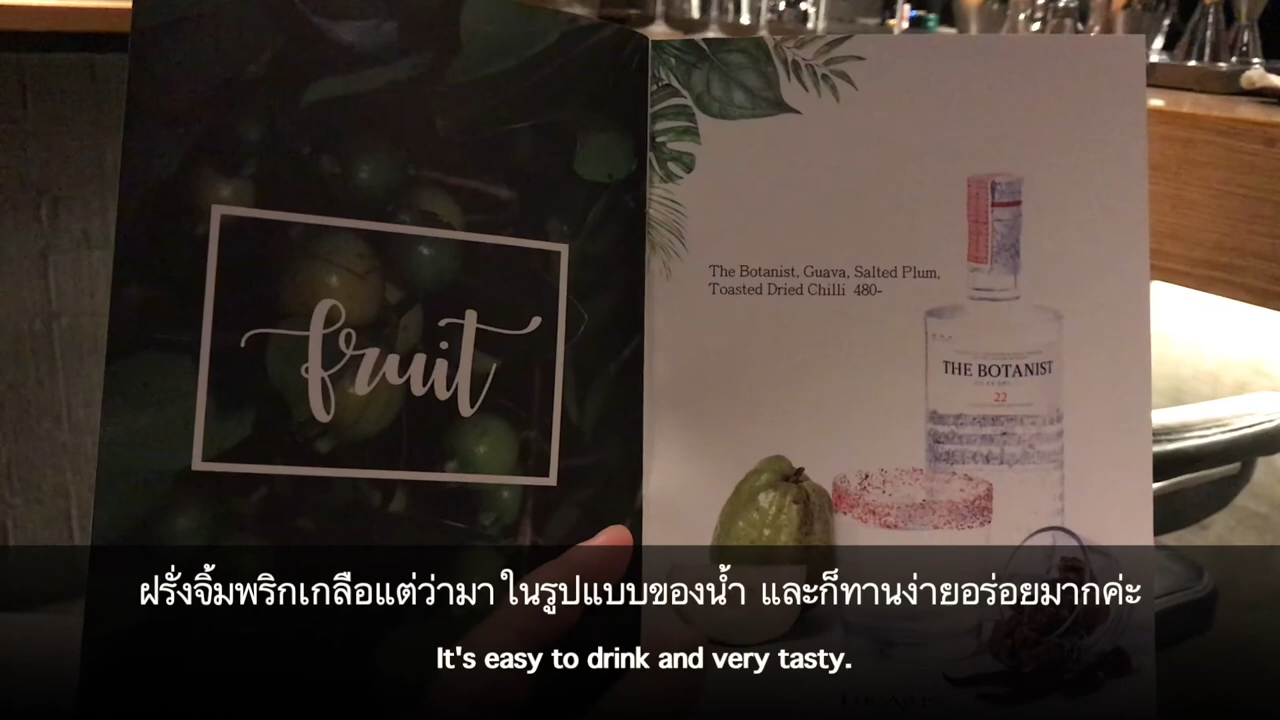 fruit
The Botanist, Guava, Salted Plum,
Toasted Dried Chilli 480-
THE BOTANIST
22
ฝรั่งจิ้มพริกเกลือแต่ว่ามา ในรูปแบบของน้ำ และก็ทานง่ายอร่อยมากค่ะ
It's easy to drink and very tasty.